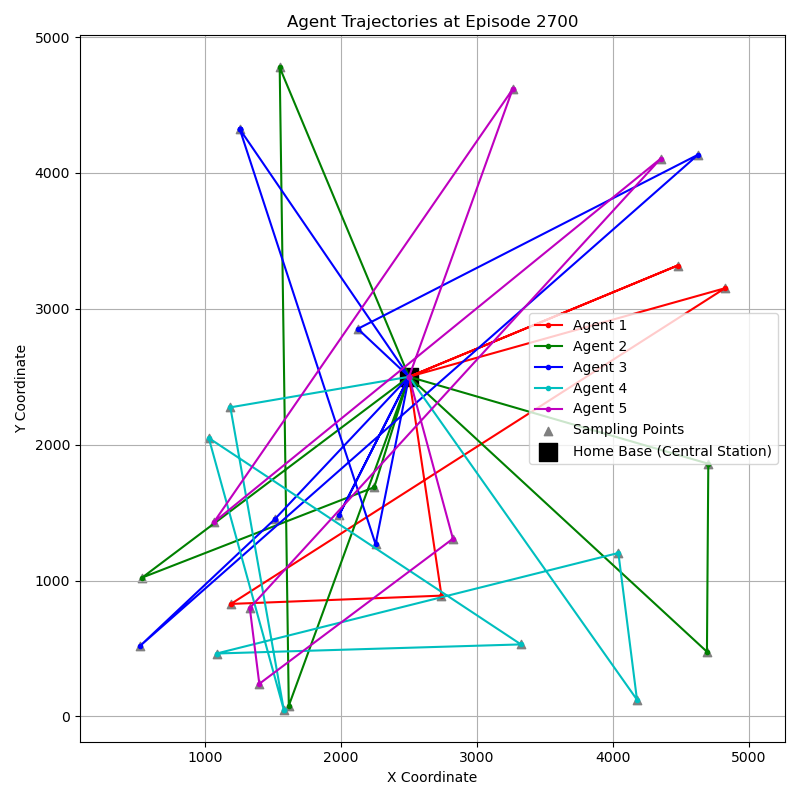 Agent Trajectories at Episode 2700
5000
4000
3000
2000
1000
0
Y Coordinate
Agent 1
Agent 2
Agent 3
Agent 4
Agent 5
Sampling Points
Home Base (Central Station)
1000 2000 3000 4000 5000
X Coordinate